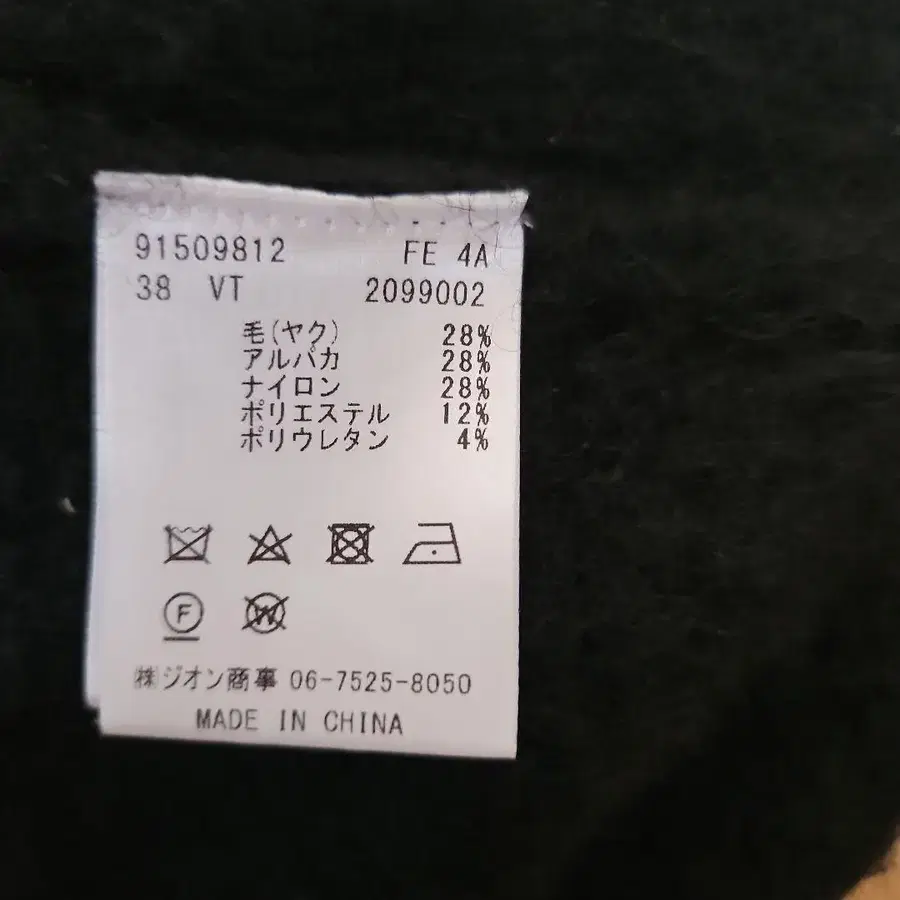 91509812 FE 4A
38 VT 2099002
毛(ヤク) 28%
アルパカ 28%
ナイロン 28%
ポリエステル 12%
ポリウレタン 4%
F W
㈱ジオン商事 06-7525-8050
MADE IN CHINA